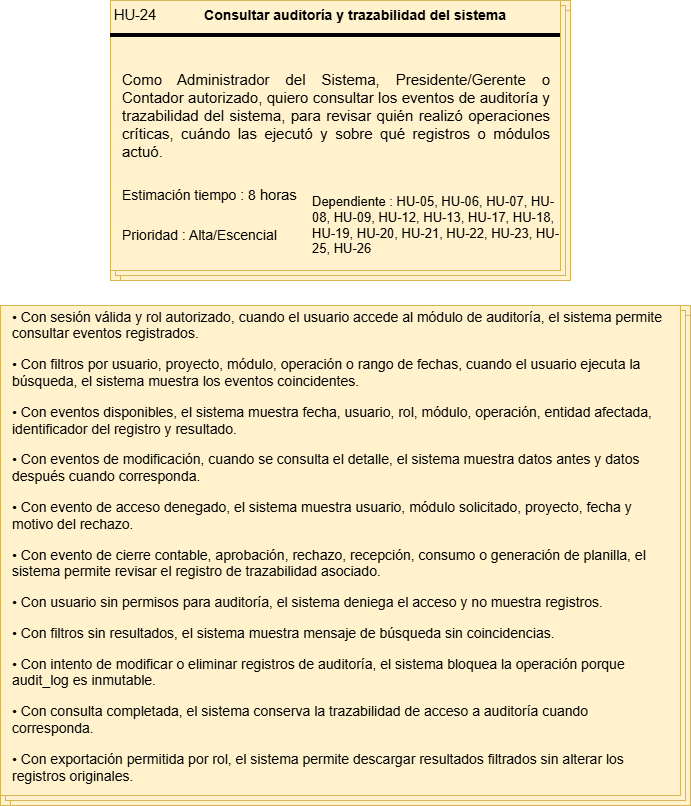 HU-24 Consultar auditoría y trazabilidad del sistema
Como Administrador del Sistema, Presidente/Gerente o
Contador autorizado, quiero consultar los eventos de auditoría y
trazabilidad del sistema, para revisar quién realizó operaciones
críticas, cuándo las ejecutó y sobre qué registros o módulos
actuó.
Estimación tiempo : 8 horas
Prioridad : Alta/Escencial
Dependiente : HU-05, HU-06, HU-07, HU-
08, HU-09, HU-12, HU-13, HU-17, HU-18,
HU-19, HU-20, HU-21, HU-22, HU-23, HU-
25, HU-26
• Con sesión válida y rol autorizado, cuando el usuario accede al módulo de auditoría, el sistema permite
consultar eventos registrados.
• Con filtros por usuario, proyecto, módulo, operación o rango de fechas, cuando el usuario ejecuta la
búsqueda, el sistema muestra los eventos coincidentes.
• Con eventos disponibles, el sistema muestra fecha, usuario, rol, módulo, operación, entidad afectada,
identificador del registro y resultado.
• Con eventos de modificación, cuando se consulta el detalle, el sistema muestra datos antes y datos
después cuando corresponda.
• Con evento de acceso denegado, el sistema muestra usuario, módulo solicitado, proyecto, fecha y
motivo del rechazo.
• Con evento de cierre contable, aprobación, rechazo, recepción, consumo o generación de planilla, el
sistema permite revisar el registro de trazabilidad asociado.
• Con usuario sin permisos para auditoría, el sistema deniega el acceso y no muestra registros.
• Con filtros sin resultados, el sistema muestra mensaje de búsqueda sin coincidencias.
• Con intento de modificar o eliminar registros de auditoría, el sistema bloquea la operación porque
audit_log es inmutable.
• Con consulta completada, el sistema conserva la trazabilidad de acceso a auditoría cuando
corresponda.
• Con exportación permitida por rol, el sistema permite descargar resultados filtrados sin alterar los
registros originales.